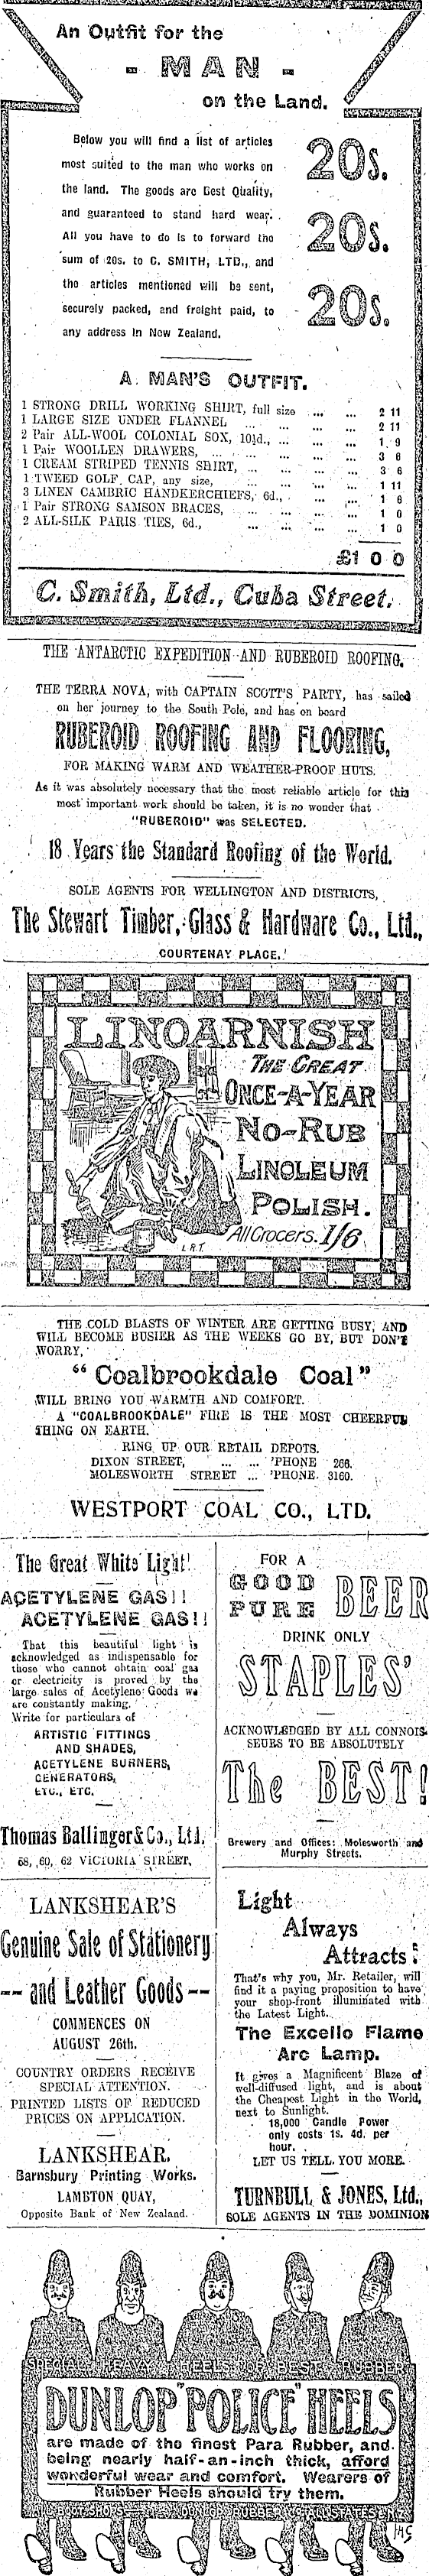 An Outfit for the
- MAN -
on the Land.
Below you will find a list of articles
most suited to the man who works on
the land. The goods are Best Quality,
and guaranteed to stand hard wear.
All you have to do is to forward the
sum of 20s. to C. SMITH, LTD., and
the articles mentioned will be sent,
securely packed, and freight paid, to
any address in New Zealand.
20s.
20s.
20s.
A MAN'S OUTFIT.
1 STRONG DRILL WORKING SHIRT, full size ... ... 2 11
1 LARGE SIZE UNDER FLANNEL ... ... ... 2 11
2 Pair ALL-WOOL COLONIAL SOX, 10½d., ... ... ... 1 9
1 Pair WOOLLEN DRAWERS, ... ... ... ... 3 6
1 CREAM STRIPED TENNIS SHIRT, ... ... ... 3 6
1 TWEED GOLF CAP, any size, ... ... ... 1 11
3 LINEN CAMBRIC HANDKERCHIEFS, 6d., ... ... 1 6
1 Pair STRONG SAMSON BRACES, ... ... ... 1 0
2 ALL-SILK PARIS TIES, 6d., ... ... ... ... 1 0
£1 0 0
C. Smith, Ltd., Cuba Street.
THE ANTARCTIC EXPEDITION AND RUBEROID ROOFING.
THE TERRA NOVA, with CAPTAIN SCOTT'S PARTY, has sailed
on her journey to the South Pole, and has on board
RUBEROID ROOFING AND FLOORING,
FOR MAKING WARM AND WEATHER-PROOF HUTS.
As it was absolutely necessary that the most reliable article for this
most important work should be taken, it is no wonder that
"RUBEROID" was SELECTED.
18 Years the Standard Roofing of the World.
SOLE AGENTS FOR WELLINGTON AND DISTRICTS,
The Stewart Timber, Glass & Hardware Co., Ltd.,
COURTENAY PLACE.
LINOARNISH
THE GREAT
ONCE-A-YEAR
NO-RUB
LINOLEUM
POLISH.
All Grocers. 1/6
L.R.T.
THE COLD BLASTS OF WINTER ARE GETTING BUSY, AND
WILL BECOME BUSIER AS THE WEEKS GO BY, BUT DON'T
WORRY,
"Coalbrookdale Coal"
WILL BRING YOU WARMTH AND COMFORT.
A "COALBROOKDALE" FIRE IS THE MOST CHEERFUL
THING ON EARTH.
RING UP OUR RETAIL DEPOTS.
DIXON STREET, ... ... 'PHONE 266.
MOLESWORTH STREET ... 'PHONE 3160.
WESTPORT COAL CO., LTD.
The Great White Light!
ACETYLENE GAS!!
ACETYLENE GAS!!
That this beautiful light is
acknowledged as indispensable for
those who cannot obtain coal gas
or electricity is proved by the
large sales of Acetylene Goods we
are constantly making.
Write for particulars of
ARTISTIC FITTINGS
AND SHADES,
ACETYLENE BURNERS,
GENERATORS,
ETC., ETC.
Thomas Ballinger & Co., Ltd.
58, 60, 62 VICTORIA STREET,
FOR A
GOOD
PURE BEER
DRINK ONLY
STAPLES'
ACKNOWLEDGED BY ALL CONNOIS-
SEURS TO BE ABSOLUTELY
The BEST!
Brewery and Offices: Molesworth and
Murphy Streets.
LANKSHEAR'S
Genuine Sale of Stationery
-- and Leather Goods --
COMMENCES ON
AUGUST 26th.
COUNTRY ORDERS RECEIVE
SPECIAL ATTENTION.
PRINTED LISTS OF REDUCED
PRICES ON APPLICATION.
LANKSHEAR,
Barnsbury Printing Works.
LAMBTON QUAY,
Opposite Bank of New Zealand.
Light
Always
Attracts!
That's why you, Mr. Retailer, will
find it a paying proposition to have
your shop-front illuminated with
the Latest Light.
The Excello Flame
Arc Lamp.
It gives a Magnificent Blaze of
well-diffused light, and is about
the Cheapest Light in the World,
next to Sunlight.
18,000 Candle Power
only costs 1s. 4d. per
hour.
LET US TELL YOU MORE.
TURNBULL & JONES, Ltd.,
SOLE AGENTS IN THE DOMINION
SPECIAL HEAVY HEELS OF BEST RUBBER
DUNLOP "POLICE" HEELS
are made of the finest Para Rubber, and
being nearly half-an-inch thick, afford
wonderful wear and comfort. Wearers of
Rubber Heels should try them.
ALL BOOT SHOPS
DUNLOP RUBBER